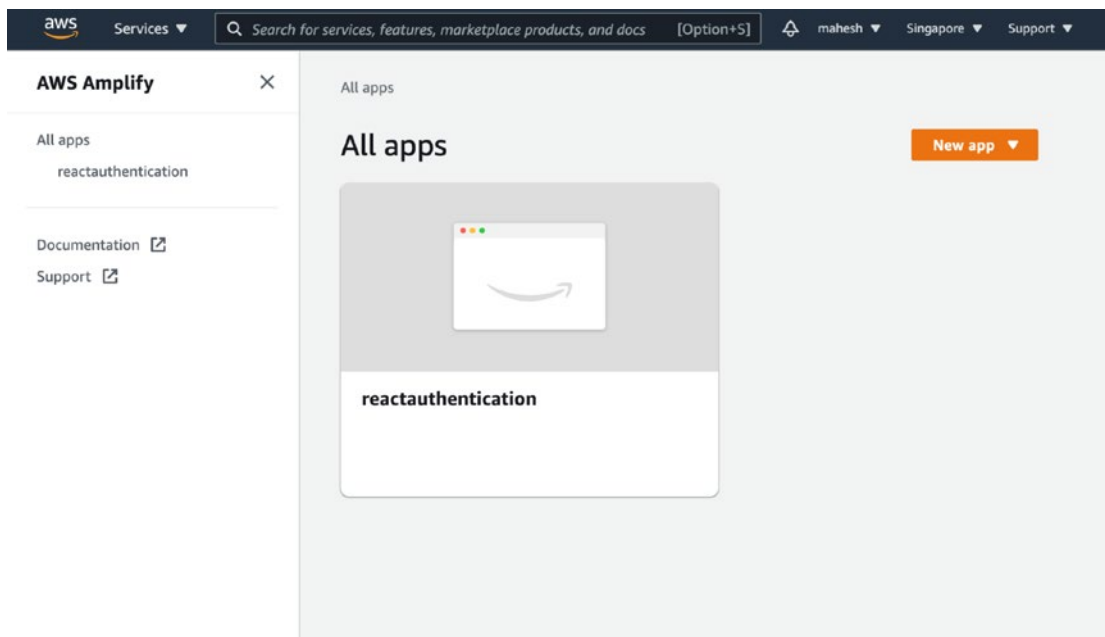 aws Services Search for services, features, marketplace products, and docs [Option+S] mahesh Singapore Support
AWS Amplify
All apps
reactauthentication
Documentation
Support
All apps
All apps
New app
reactauthentication